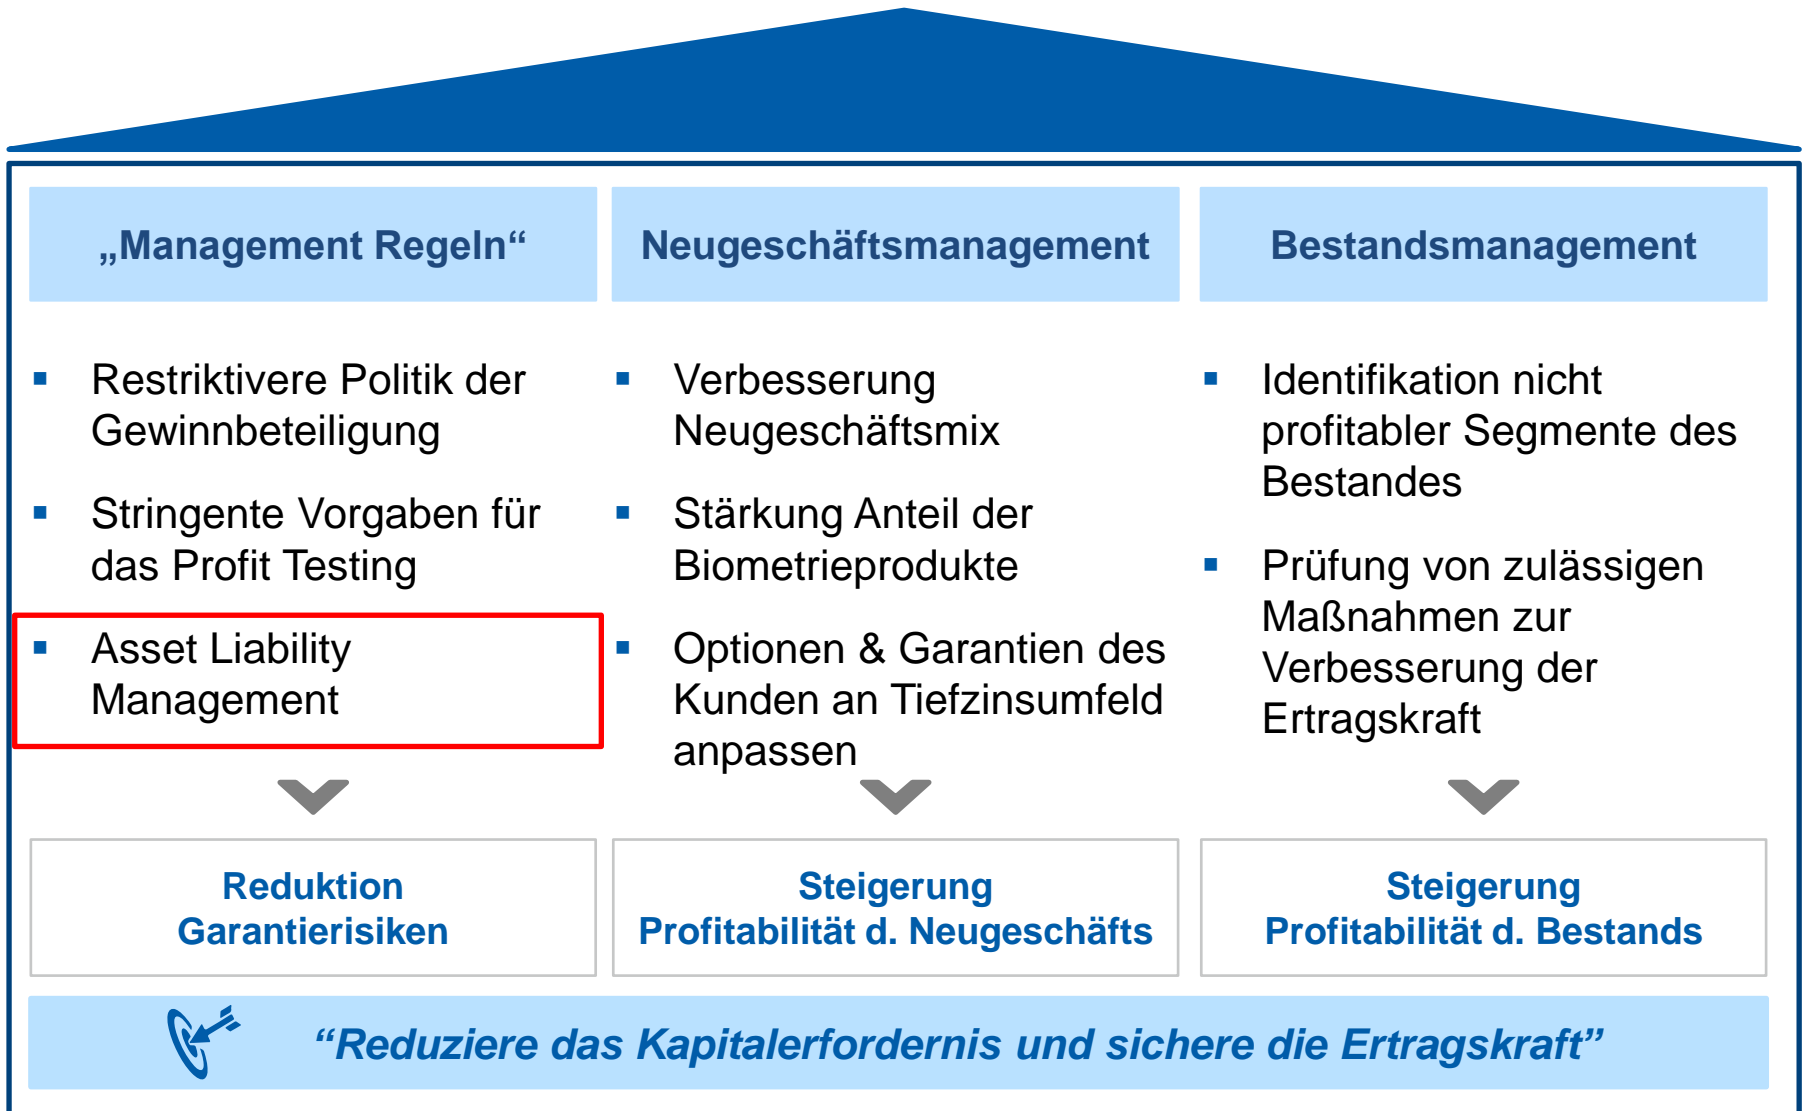 „Management Regeln“
Restriktivere Politik der
Gewinnbeteiligung
Stringente Vorgaben für
das Profit Testing
Asset Liability
Management
Reduktion
Garantierisiken
Neugeschäftsmanagement
Verbesserung
Neugeschäftsmix
Stärkung Anteil der
Biometrieprodukte
Optionen & Garantien des
Kunden an Tiefzinsumfeld
anpassen
Steigerung
Profitabilität d. Neugeschäfts
Bestandsmanagement
Identifikation nicht
profitabler Segmente des
Bestandes
Prüfung von zulässigen
Maßnahmen zur
Verbesserung der
Ertragskraft
Steigerung
Profitabilität d. Bestands
“Reduziere das Kapitalerfordernis und sichere die Ertragskraft”